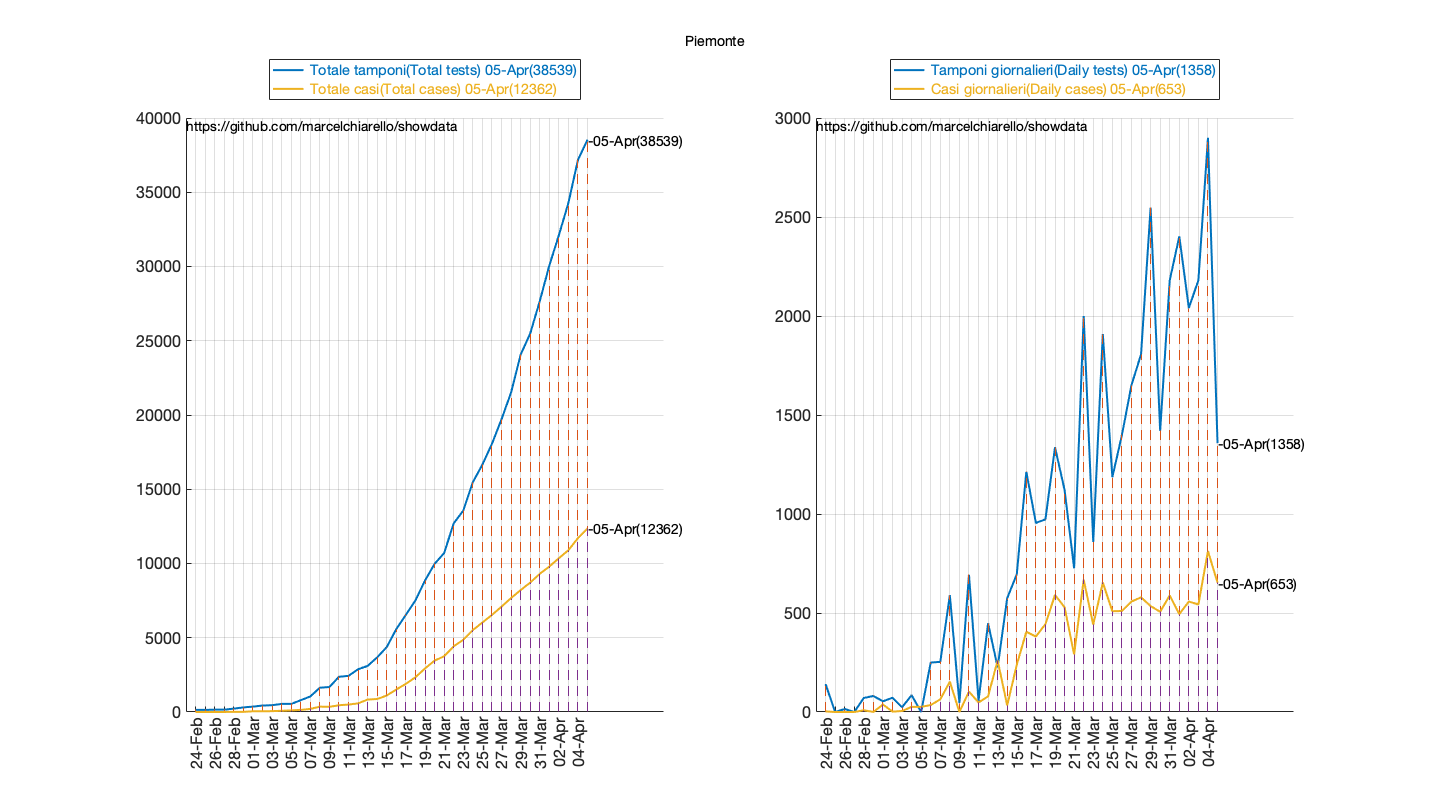 Piemonte
Totale tamponi(Total tests) 05-Apr(38539)
Totale casi(Total cases) 05-Apr(12362)
40000
35000
30000
25000
20000
15000
10000
5000
0
https://github.com/marcelchiarello/showdata
-05-Apr(38539)
-05-Apr(12362)
24-Feb
26-Feb
28-Feb
01-Mar
03-Mar
05-Mar
07-Mar
09-Mar
11-Mar
13-Mar
15-Mar
17-Mar
19-Mar
21-Mar
23-Mar
25-Mar
27-Mar
29-Mar
31-Mar
02-Apr
04-Apr
Tamponi giornalieri(Daily tests) 05-Apr(1358)
Casi giornalieri(Daily cases) 05-Apr(653)
3000
2500
2000
1500
1000
500
0
https://github.com/marcelchiarello/showdata
-05-Apr(1358)
-05-Apr(653)
24-Feb
26-Feb
28-Feb
01-Mar
03-Mar
05-Mar
07-Mar
09-Mar
11-Mar
13-Mar
15-Mar
17-Mar
19-Mar
21-Mar
23-Mar
25-Mar
27-Mar
29-Mar
31-Mar
02-Apr
04-Apr